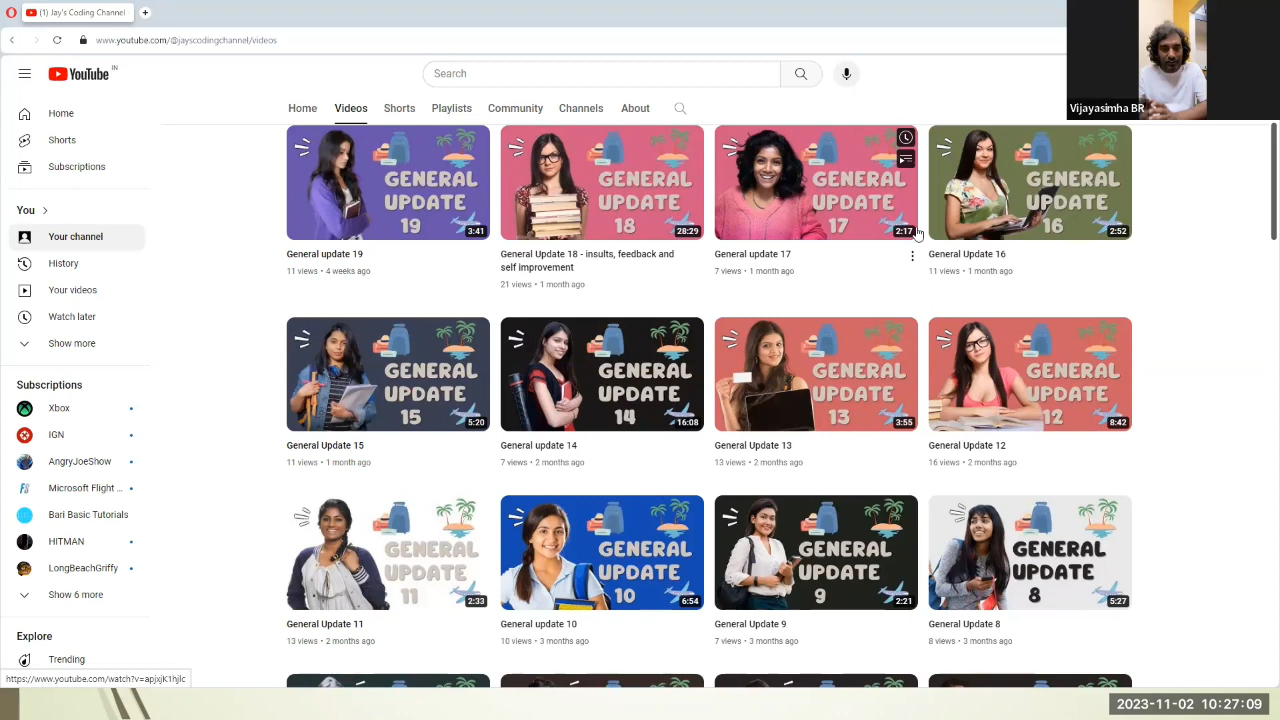 (1) Jay's Coding Channel
www.youtube.com/@jayscodingchannel/videos
YouTube IN
Search
Vijayasimha BR
Home Videos Shorts Playlists Community Channels About
Home
Shorts
Subscriptions
You
Your channel
History
Your videos
Watch later
Show more
Subscriptions
Xbox
IGN
AngryJoeShow
Microsoft Flight ...
Bari Basic Tutorials
HITMAN
LongBeachGriffy
Show 6 more
Explore
Trending
GENERAL
UPDATE
19
3:41
General update 19
11 views • 4 weeks ago
GENERAL
UPDATE
18
28:29
General Update 18 - insults, feedback and
self improvement
21 views • 1 month ago
GENERAL
UPDATE
17
2:17
General update 17
7 views • 1 month ago
GENERAL
UPDATE
16
2:52
General Update 16
11 views • 1 month ago
GENERAL
UPDATE
15
5:20
General Update 15
11 views • 1 month ago
GENERAL
UPDATE
14
16:08
General update 14
7 views • 2 months ago
GENERAL
UPDATE
13
3:55
General Update 13
13 views • 2 months ago
GENERAL
UPDATE
12
8:42
General Update 12
16 views • 2 months ago
GENERAL
UPDATE
11
2:33
General Update 11
13 views • 2 months ago
GENERAL
UPDATE
10
6:54
General update 10
10 views • 3 months ago
GENERAL
UPDATE
9
2:21
General Update 9
7 views • 3 months ago
GENERAL
UPDATE
8
5:27
General Update 8
8 views • 3 months ago
https://www.youtube.com/watch?v=apjxjK1hjlc
2023-11-02 10:27:09